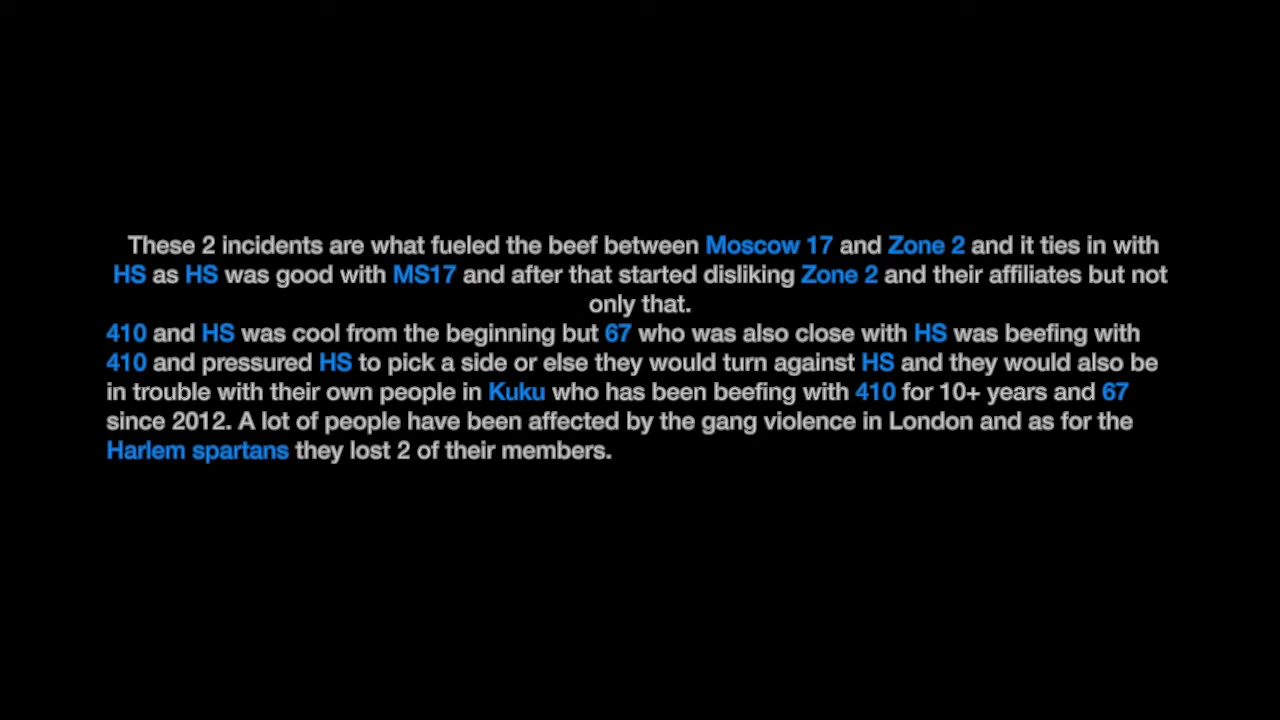 These 2 incidents are what fueled the beef between Moscow 17 and Zone 2 and it ties in with
HS as HS was good with MS17 and after that started disliking Zone 2 and their affiliates but not
only that.
410 and HS was cool from the beginning but 67 who was also close with HS was beefing with
410 and pressured HS to pick a side or else they would turn against HS and they would also be
in trouble with their own people in Kuku who has been beefing with 410 for 10+ years and 67
since 2012. A lot of people have been affected by the gang violence in London and as for the
Harlem spartans they lost 2 of their members.